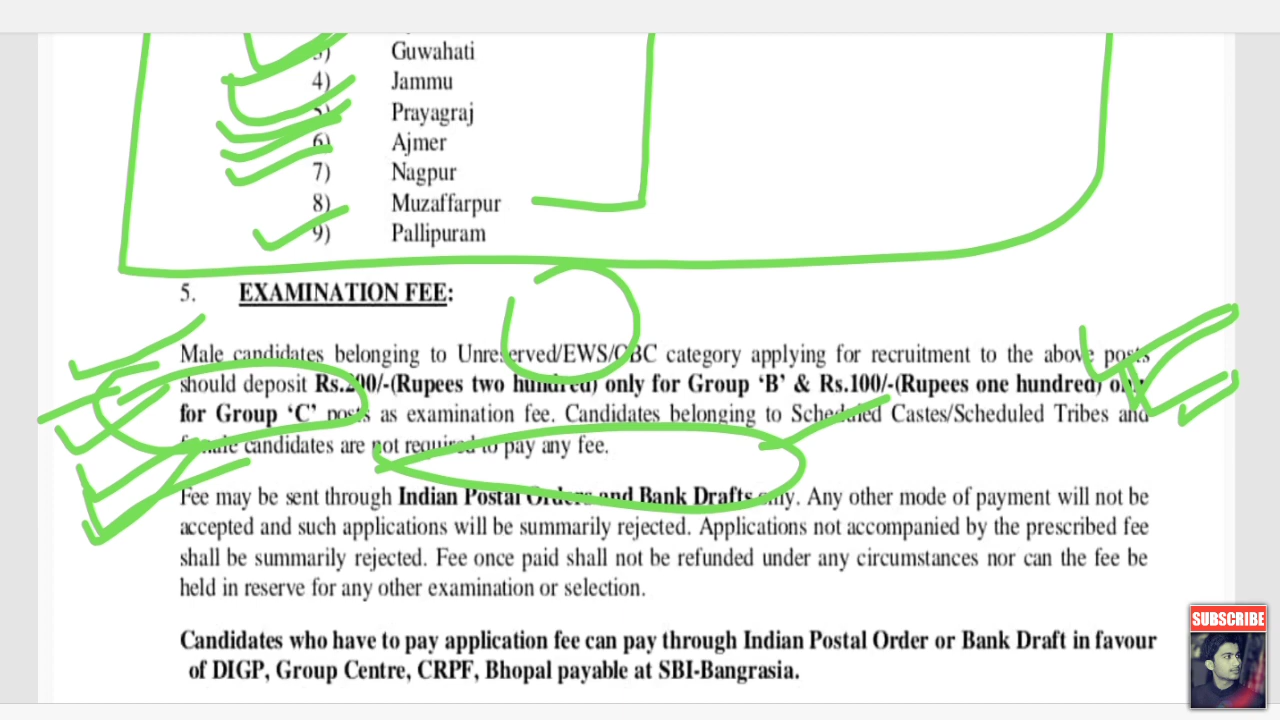 3) Guwahati
4) Jammu
5) Prayagraj
6) Ajmer
7) Nagpur
8) Muzaffarpur
9) Pallipuram
5. EXAMINATION FEE:
Male candidates belonging to Unreserved/EWS/OBC category applying for recruitment to the above posts
should deposit Rs.200/-(Rupees two hundred) only for Group ‘B’ & Rs.100/-(Rupees one hundred) only
for Group ‘C’ posts as examination fee. Candidates belonging to Scheduled Castes/Scheduled Tribes and
female candidates are not required to pay any fee.
Fee may be sent through Indian Postal Orders and Bank Drafts only. Any other mode of payment will not be
accepted and such applications will be summarily rejected. Applications not accompanied by the prescribed fee
shall be summarily rejected. Fee once paid shall not be refunded under any circumstances nor can the fee be
held in reserve for any other examination or selection.
Candidates who have to pay application fee can pay through Indian Postal Order or Bank Draft in favour
of DIGP, Group Centre, CRPF, Bhopal payable at SBI-Bangrasia.
SUBSCRIBE